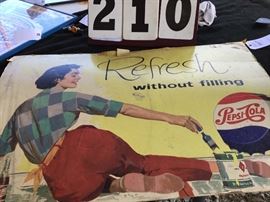 210
Refresh
without filling
PEPSI-COLA